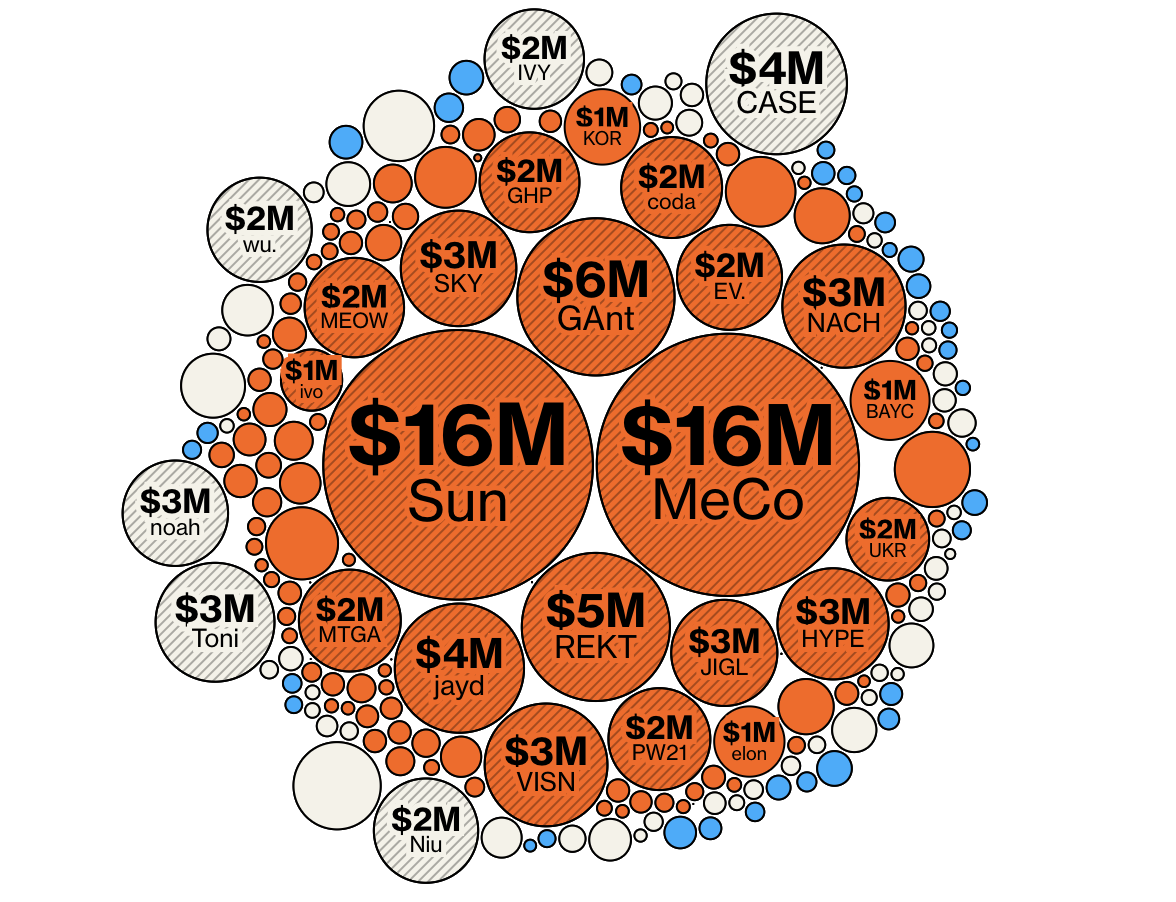 $2M
IVY
$4M
CASE
$1M
KOR
$2M
GHP
$2M
coda
$2M
wu.
$3M
SKY
$6M
GAnt
$2M
EV.
$2M
MEOW
$3M
NACH
$1M
ivo
$1M
BAYC
$16M
Sun
$16M
MeCo
$3M
noah
$2M
UKR
$3M
Toni
$2M
MTGA
$5M
REKT
$3M
HYPE
$4M
jayd
$3M
JIGL
$3M
VISN
$2M
PW21
$1M
elon
$2M
Niu